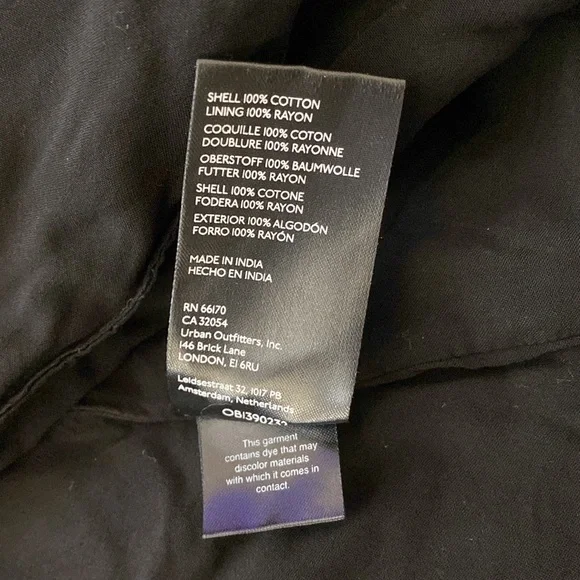 SHELL 100% COTTON
LINING 100% RAYON
COQUILLE 100% COTON
DOUBLURE 100% RAYONNE
OBERSTOFF 100% BAUMWOLLE
FUTTER 100% RAYON
SHELL 100% COTONE
FODERA 100% RAYON
EXTERIOR 100% ALGODÓN
FORRO 100% RAYÓN
MADE IN INDIA
HECHO EN INDIA
RN 66170
CA 32054
Urban Outfitters, Inc.
146 Brick Lane
LONDON, E1 6RU
Leidsestraat 32, 1017 PB
Amsterdam, Netherlands
OB1390232
This garment
contains dye that may
discolor materials
with which it comes in
contact.